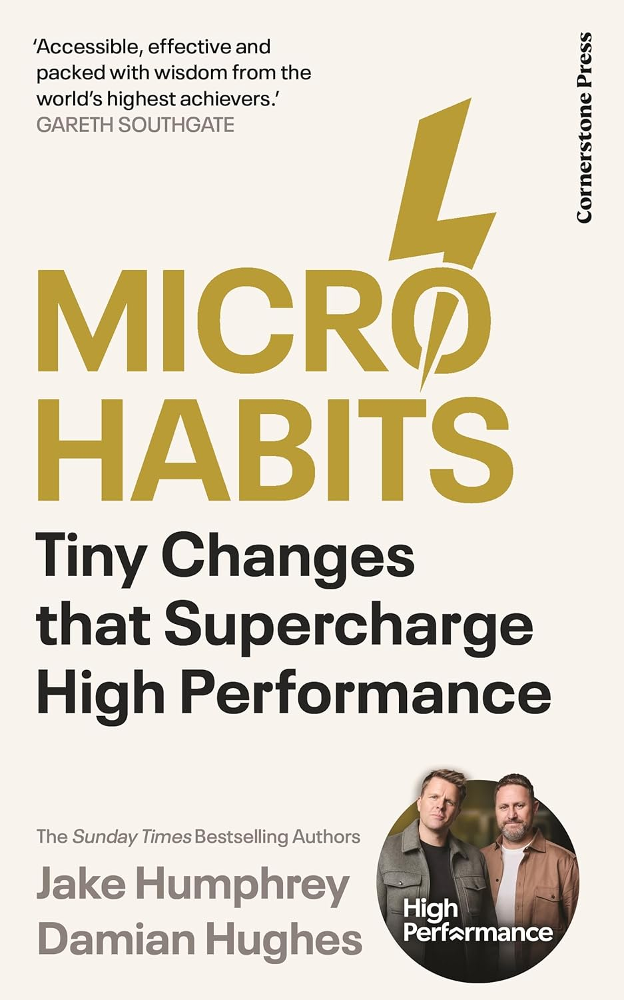 ‘Accessible, effective and
packed with wisdom from the
world’s highest achievers.’
GARETH SOUTHGATE
Cornerstone Press
MICRO
HABITS
Tiny Changes
that Supercharge
High Performance
The Sunday Times Bestselling Authors
Jake Humphrey
Damian Hughes
High
Performance